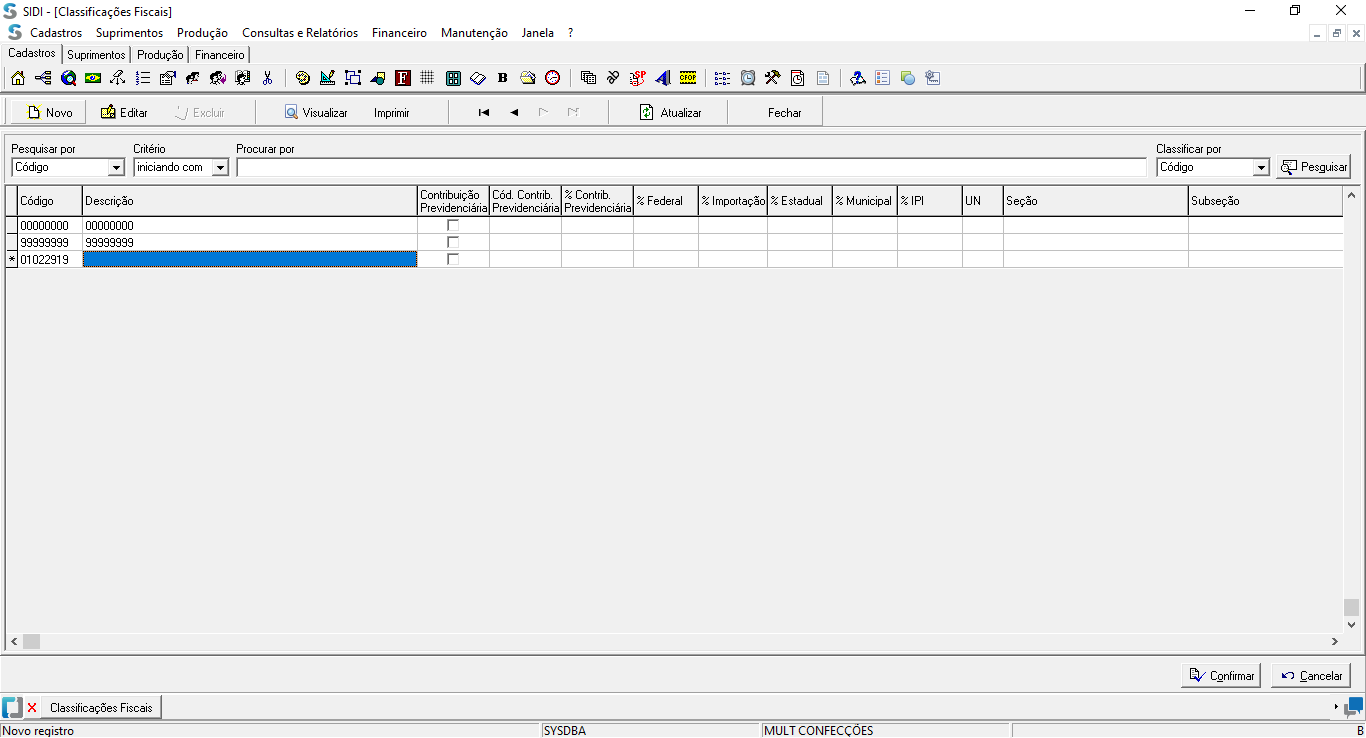 SIDI - [Classificações Fiscais]
Cadastros Suprimentos Produção Consultas e Relatórios Financeiro Manutenção Janela ?
Cadastros Suprimentos Produção Financeiro
F B SP CFOP
Novo Editar Excluir Visualizar Imprimir Atualizar Fechar
Pesquisar por Critério Procurar por Classificar por
Código iniciando com Código Pesquisar
Código Descrição Contribuição Previdenciária Cód. Contrib. Previdenciária % Contrib. Previdenciária % Federal % Importação % Estadual % Municipal % IPI UN Seção Subseção
00000000 00000000
99999999 99999999
* 01022919
Confirmar Cancelar
Classificações Fiscais
Novo registro SYSDBA MULT CONFECÇÕES B